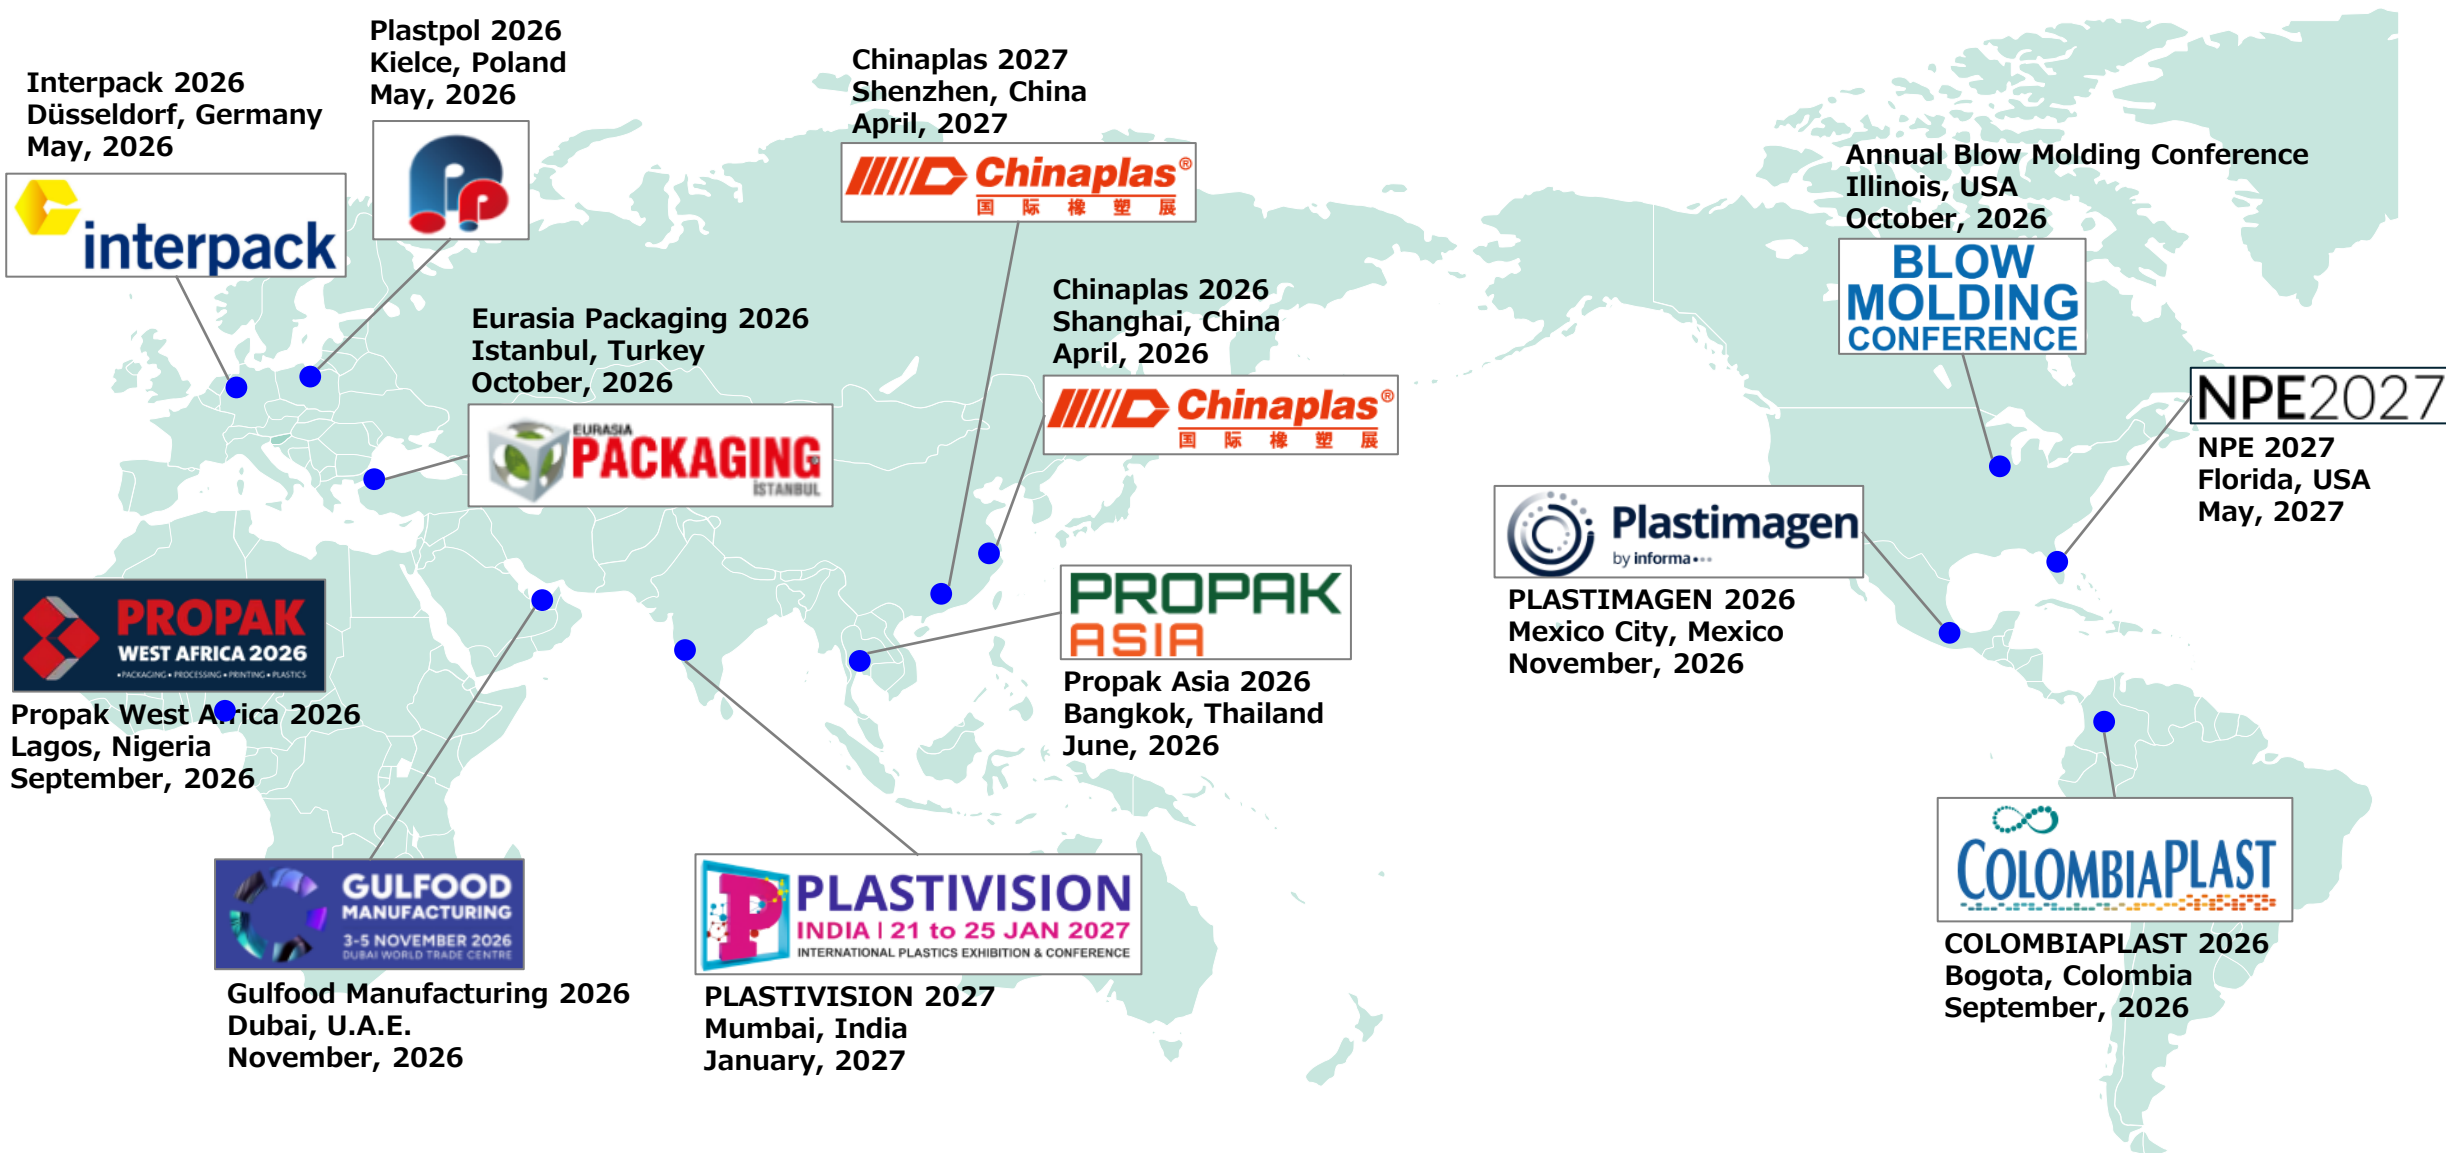 Plastpol 2026
Kielce, Poland
May, 2026
Interpack 2026
Düsseldorf, Germany
May, 2026
interpack
Chinaplas 2027
Shenzhen, China
April, 2027
Chinaplas®
国际橡塑展
Annual Blow Molding Conference
Illinois, USA
October, 2026
BLOW
MOLDING
CONFERENCE
Eurasia Packaging 2026
Istanbul, Turkey
October, 2026
EURASIA
PACKAGING
İSTANBUL
Chinaplas 2026
Shanghai, China
April, 2026
Chinaplas®
国际橡塑展
NPE2027
NPE 2027
Florida, USA
May, 2027
Plastimagen
by informa
PLASTIMAGEN 2026
Mexico City, Mexico
November, 2026
PROPAK
WEST AFRICA 2026
•PACKAGING • PROCESSING • PRINTING • PLASTICS
Propak West Africa 2026
Lagos, Nigeria
September, 2026
PROPAK
ASIA
Propak Asia 2026
Bangkok, Thailand
June, 2026
GULFOOD
MANUFACTURING
3-5 NOVEMBER 2026
DUBAI WORLD TRADE CENTRE
Gulfood Manufacturing 2026
Dubai, U.A.E.
November, 2026
PLASTIVISION
INDIA | 21 to 25 JAN 2027
INTERNATIONAL PLASTICS EXHIBITION & CONFERENCE
PLASTIVISION 2027
Mumbai, India
January, 2027
COLOMBIAPLAST
COLOMBIAPLAST 2026
Bogota, Colombia
September, 2026